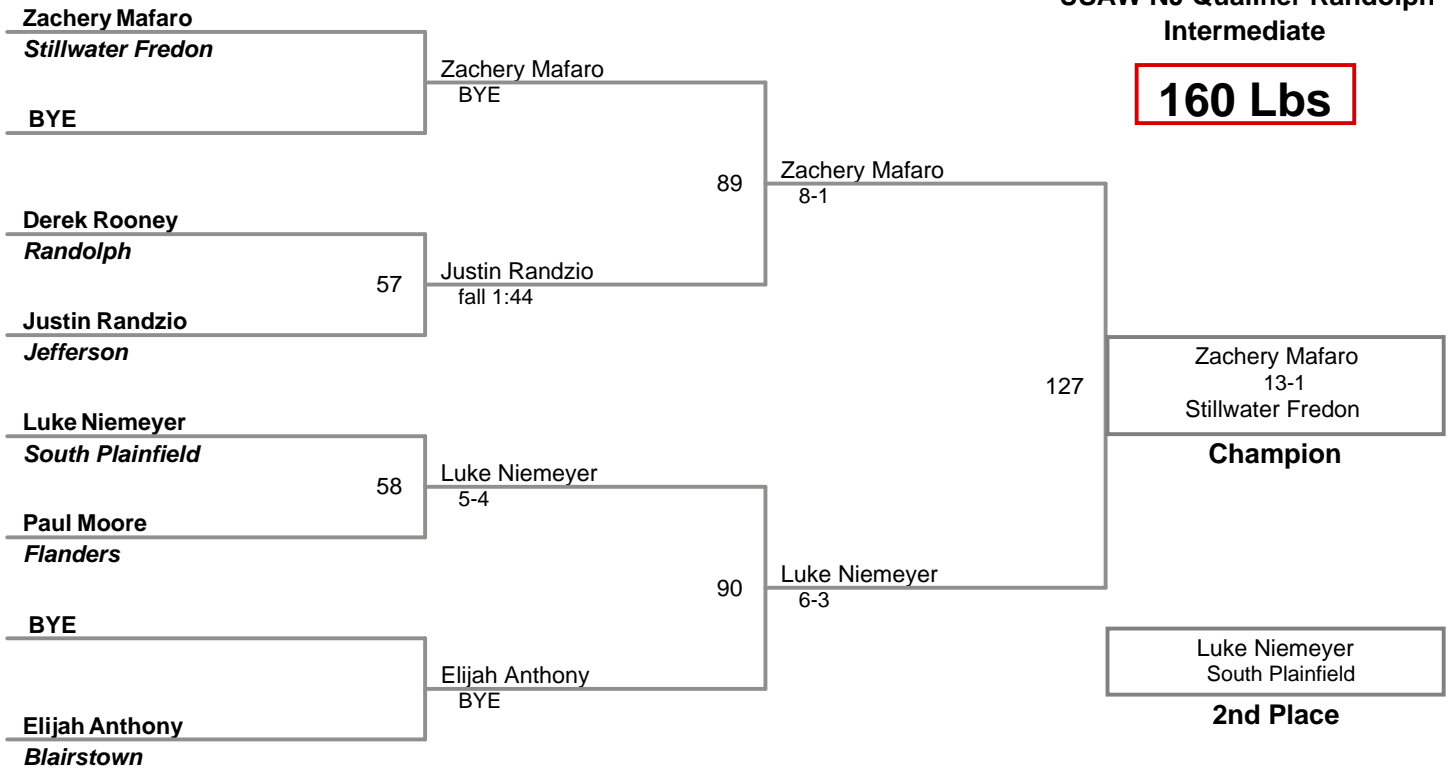 USAW NJ Qualifier Randolph
Intermediate
160 Lbs
Zachery Mafaro
Stillwater Fredon
BYE
Derek Rooney
Randolph
Justin Randzio
Jefferson
Luke Niemeyer
South Plainfield
Paul Moore
Flanders
BYE
Elijah Anthony
Blairstown
Zachery Mafaro
BYE
57
Justin Randzio
fall 1:44
58
Luke Niemeyer
5-4
Elijah Anthony
BYE
89
Zachery Mafaro
8-1
90
Luke Niemeyer
6-3
127
Zachery Mafaro
13-1
Stillwater Fredon
Champion
Luke Niemeyer
South Plainfield
2nd Place